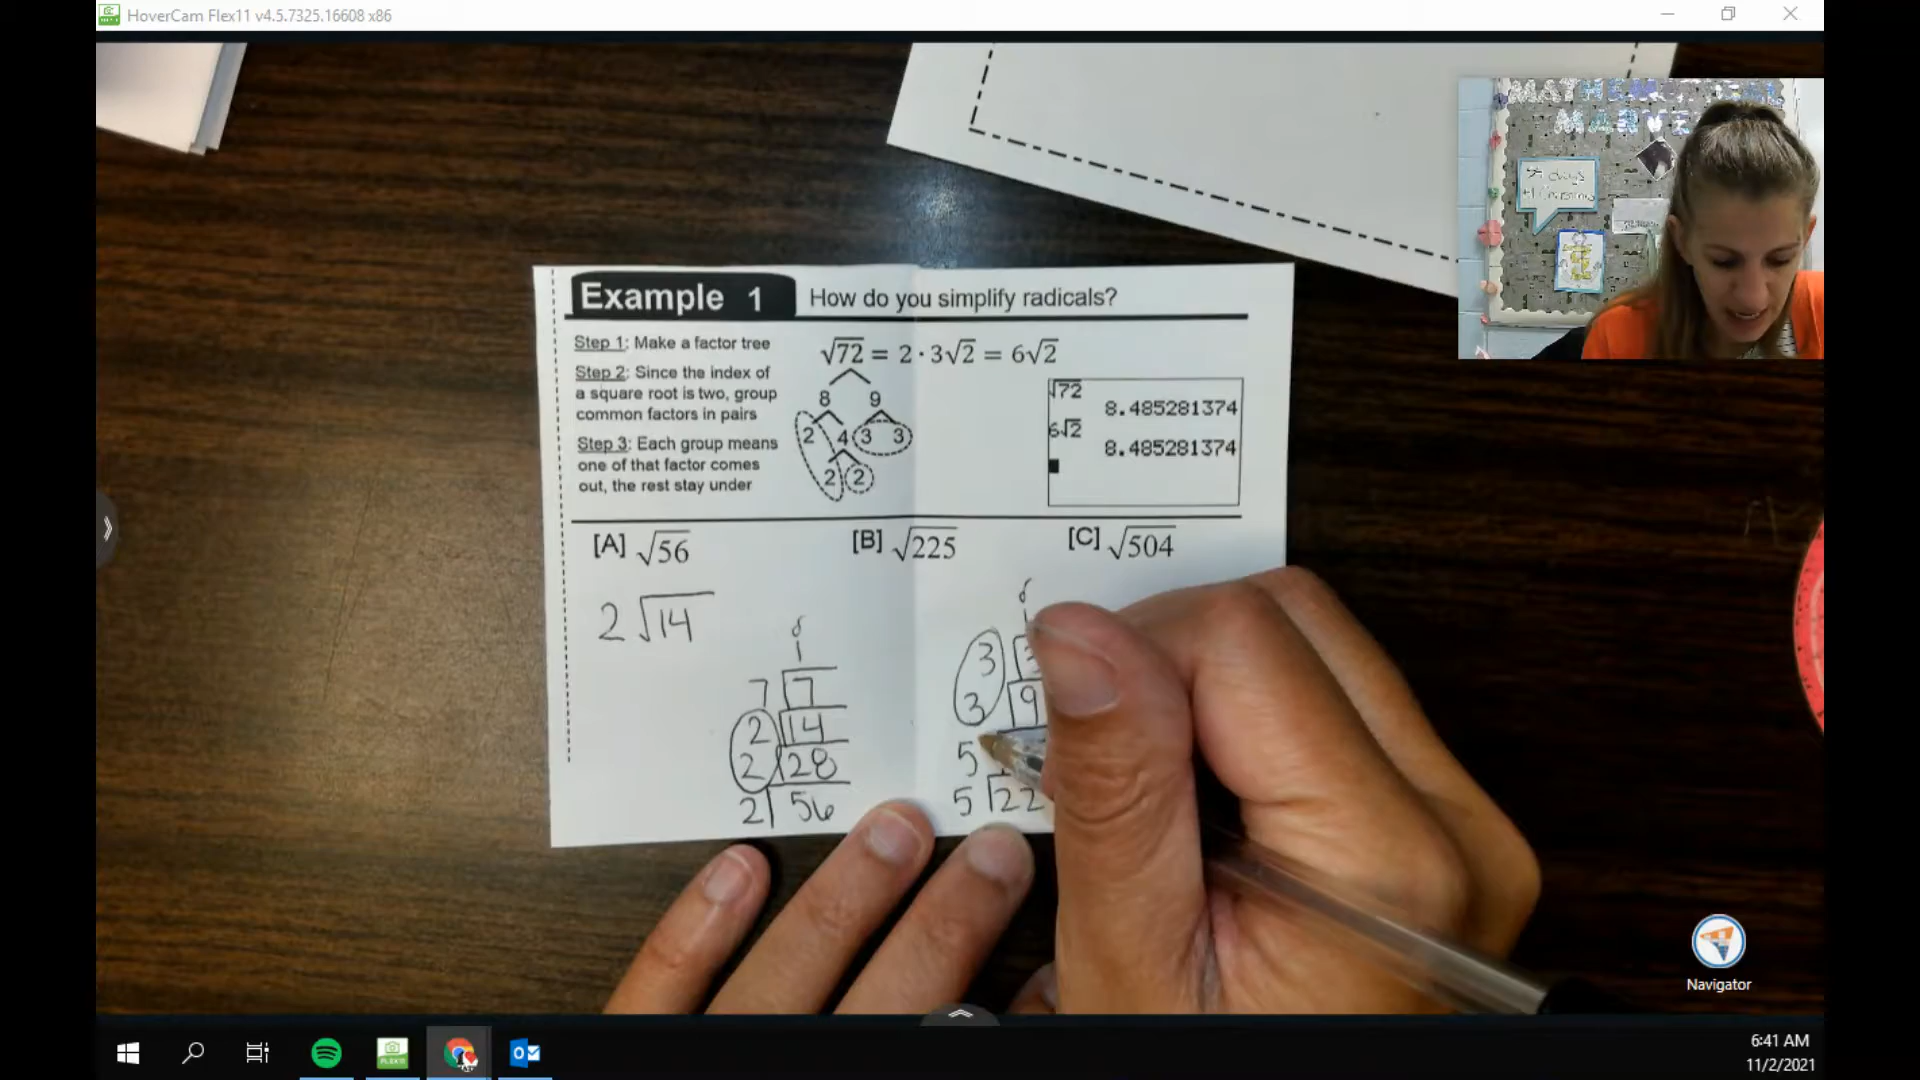 HoverCam Flex11 v4.5.7325.16608 x86
MATHEM
MARVE
Example 1 How do you simplify radicals?
Step 1: Make a factor tree
Step 2: Since the index of
a square root is two, group
common factors in pairs
Step 3: Each group means
one of that factor comes
out, the rest stay under
√72 = 2 · 3√2 = 6√2
8 9
2 4 3 3
2 2
√72
8.485281374
6√2
8.485281374
[A] √56
2 √14
1
7 7
2 14
2 28
2 56
[B] √225
3
3 9
5
5 22
[C] √504
Navigator
FLEX11
6:41 AM
11/2/2021